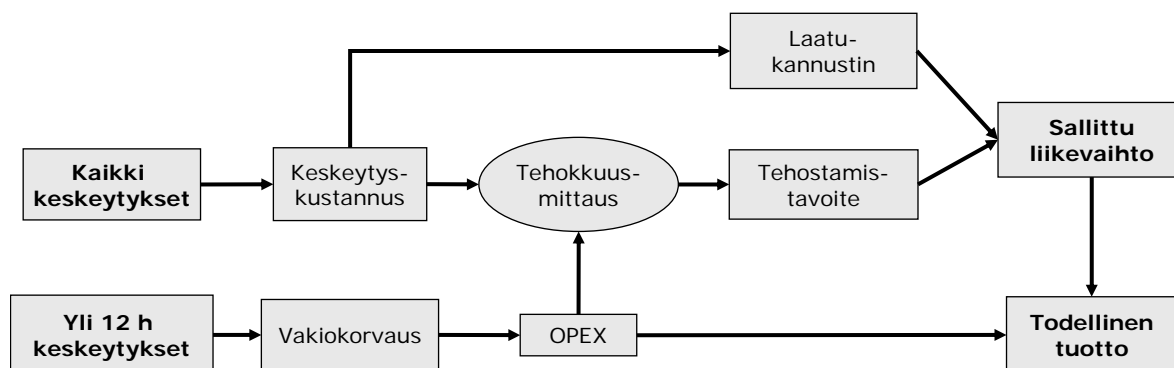 Laatu-
kannustin
Kaikki
keskeytykset
Keskeytys-
kustannus
Tehokkuus-
mittaus
Tehostamis-
tavoite
Sallittu
liikevaihto
Yli 12 h
keskeytykset
Vakiokorvaus
OPEX
Todellinen
tuotto